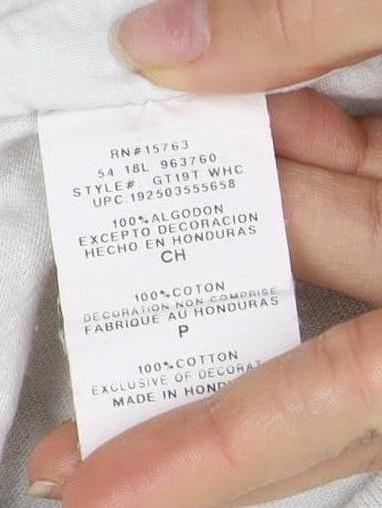 RN#15763
54 18L 963760
STYLE#, GT19T WHC
UPC:192503555658
100%ALGODON
EXCEPTO DECORACION
HECHO EN HONDURAS
CH
100%COTON
DECORATION NON COMPRISE
FABRIQUE AU HONDURAS
P
100%COTTON
EXCLUSIVE OF DECORAT
MADE IN HOND